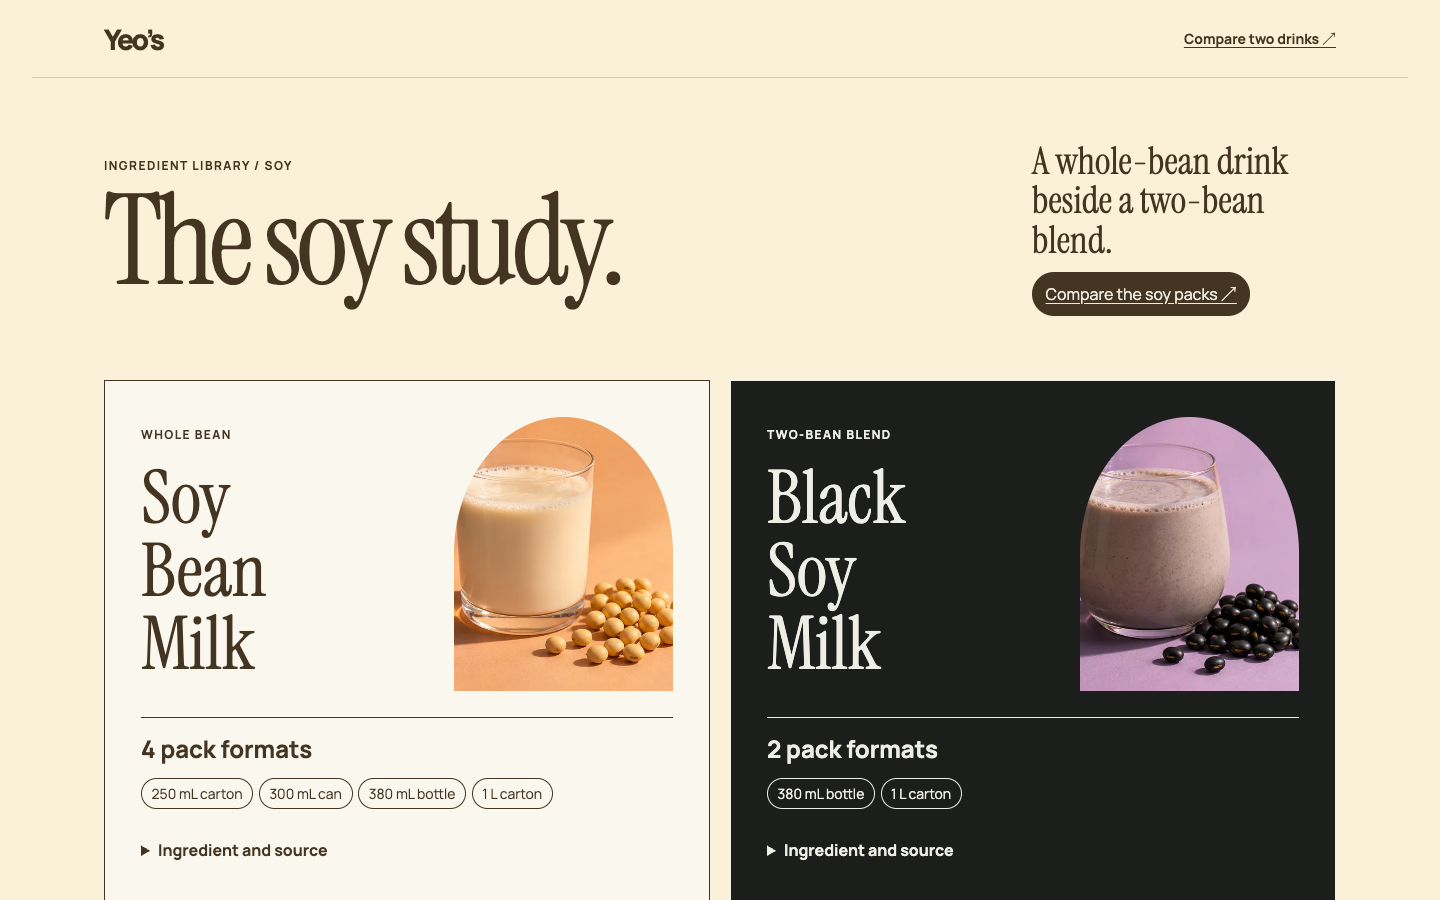 Yeo's
Compare two drinks ↗
INGREDIENT LIBRARY / SOY
The soy study.
A whole-bean drink
beside a two-bean
blend.
Compare the soy packs ↗
WHOLE BEAN
Soy
Bean
Milk
4 pack formats
250 mL carton
300 mL can
380 mL bottle
1 L carton
▶ Ingredient and source
TWO-BEAN BLEND
Black
Soy
Milk
2 pack formats
380 mL bottle
1 L carton
▶ Ingredient and source